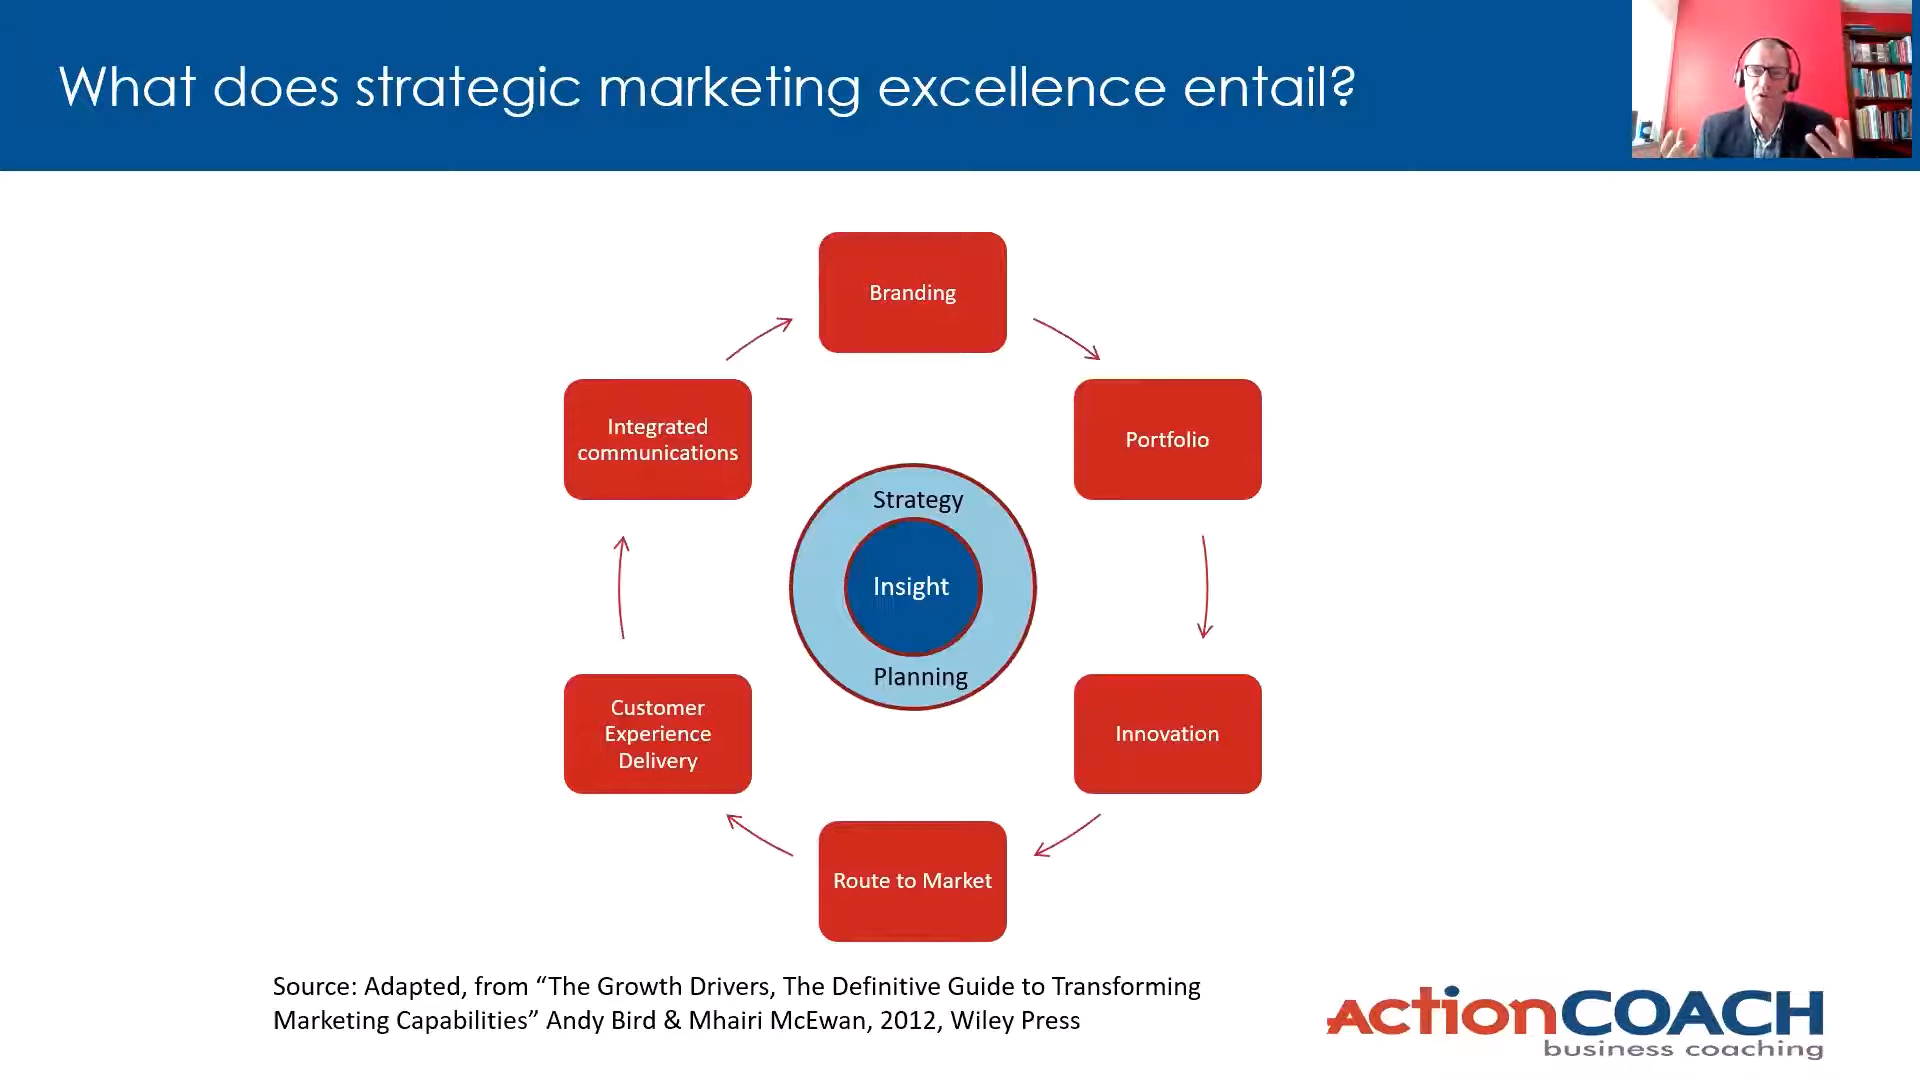 What does strategic marketing excellence entail?
Branding
Integrated
communications
Portfolio
Strategy
Insight
Planning
Customer
Experience
Delivery
Innovation
Route to Market
Source: Adapted, from “The Growth Drivers, The Definitive Guide to Transforming
Marketing Capabilities” Andy Bird & Mhairi McEwan, 2012, Wiley Press
actionCOACH
business coaching